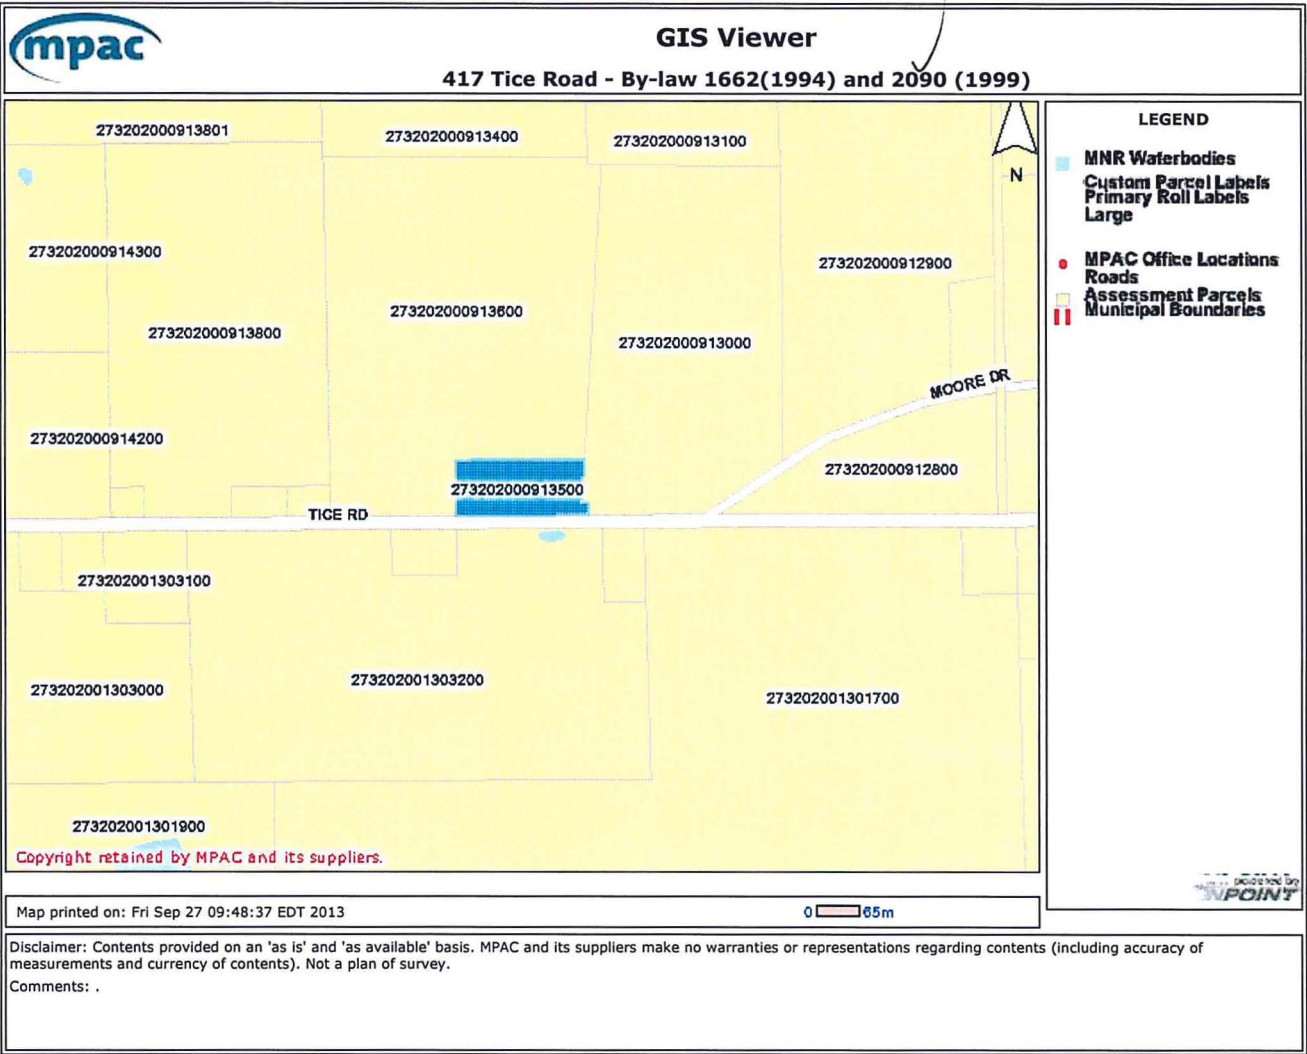 mpac
GIS Viewer
417 Tice Road - By-law 1662(1994) and 2090 (1999)
273202000913801
273202000913400
273202000913100
N
273202000914300
273202000912900
273202000913600
273202000913800
273202000913000
MOORE DR
273202000914200
273202000912800
273202000913500
TICE RD
273202001303100
273202001303000
273202001303200
273202001301700
273202001301900
Copyright retained by MPAC and its suppliers.
LEGEND
MNR Waterbodies
Custom Parcel Labels
Primary Roll Labels
Large
MPAC Office Locations
Roads
Assessment Parcels
Municipal Boundaries
Map printed on: Fri Sep 27 09:48:37 EDT 2013
0 65m
Disclaimer: Contents provided on an 'as is' and 'as available' basis. MPAC and its suppliers make no warranties or representations regarding contents (including accuracy of
measurements and currency of contents). Not a plan of survey.
Comments: .